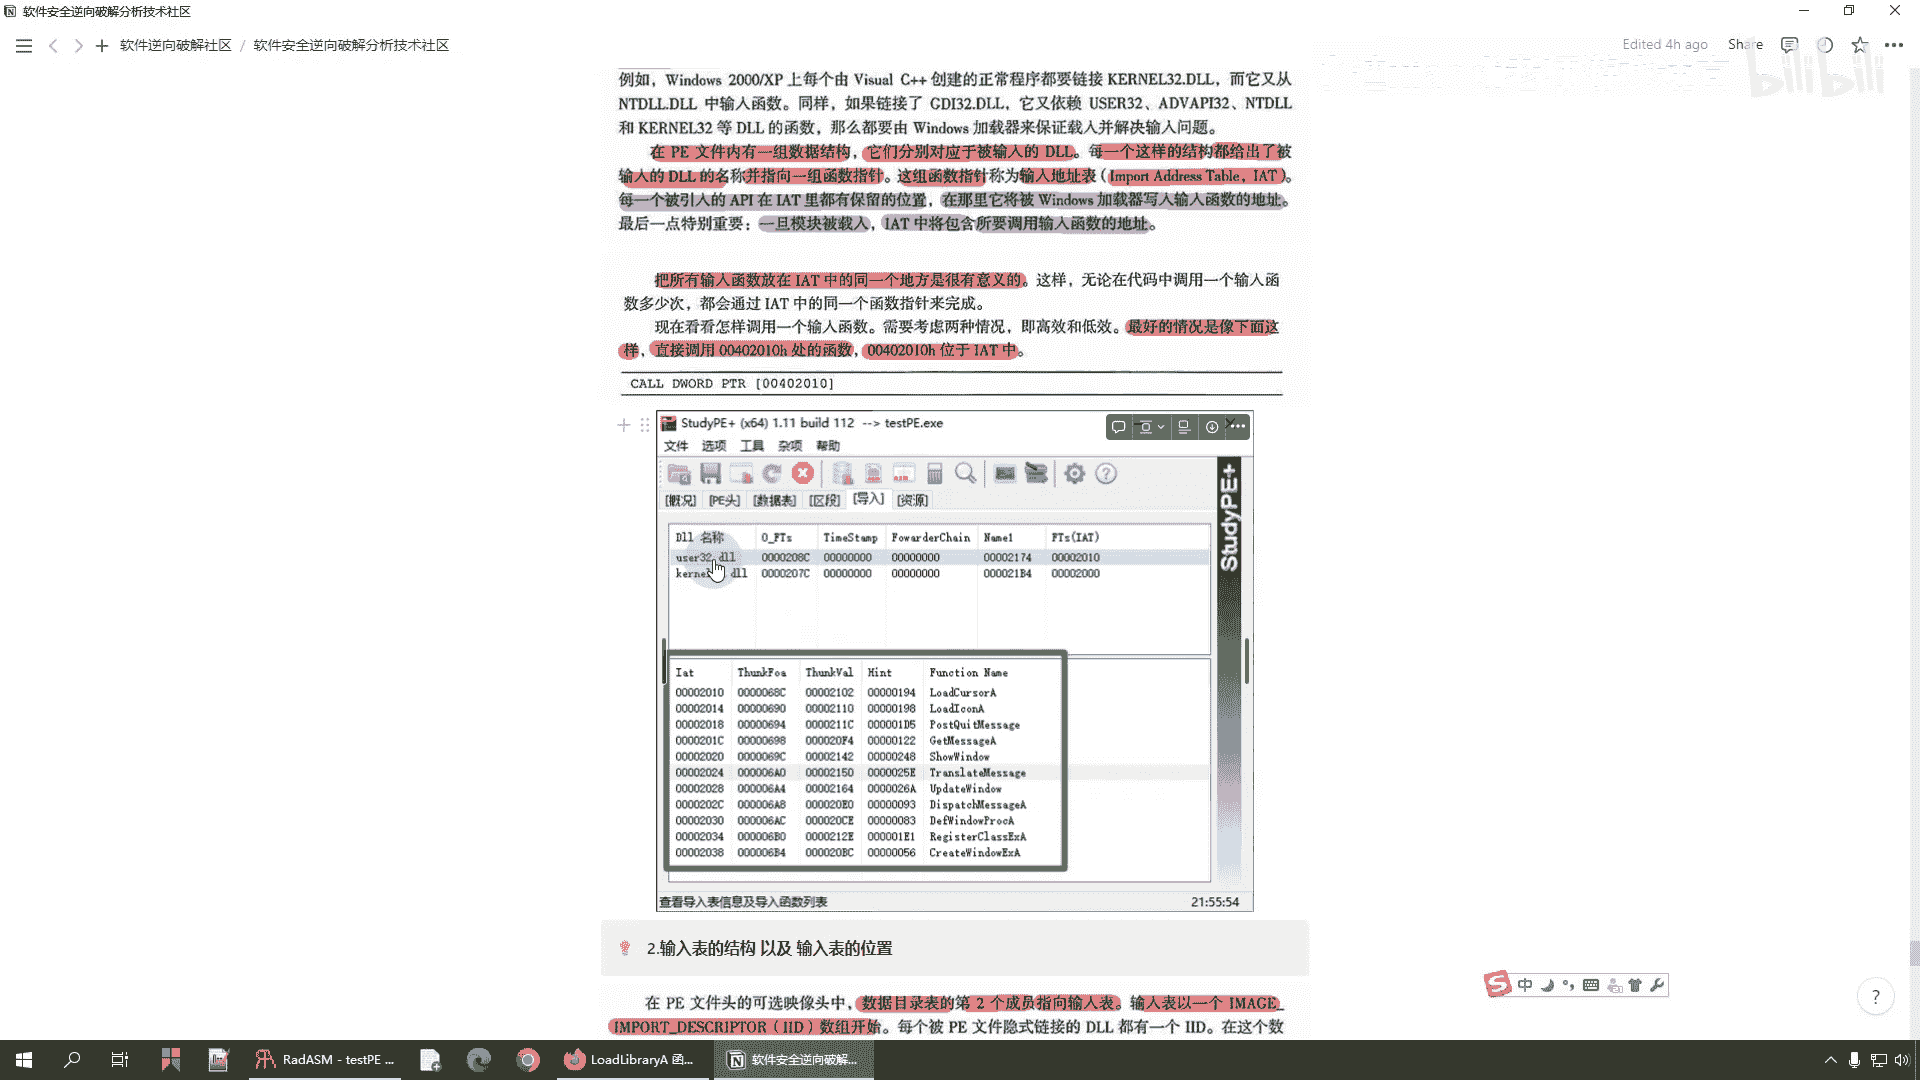 软件安全逆向破解分析技术社区
软件逆向破解社区 / 软件安全逆向破解分析技术社区
Edited 4h ago Share
bilibili
例如，Windows 2000/XP 上每个由 Visual C++ 创建的正常程序都要链接 KERNEL32.DLL，而它又从
NTDLL.DLL 中输入函数。同样，如果链接了 GDI32.DLL，它又依赖 USER32、ADVAPI32、NTDLL
和 KERNEL32 等 DLL 的函数，那么都要由 Windows 加载器来保证载入并解决输入问题。
在 PE 文件内有一组数据结构，它们分别对应于被输入的 DLL。每一个这样的结构都给出了被
输入的 DLL 的名称并指向一组函数指针。这组函数指针称为输入地址表（Import Address Table，IAT）。
每一个被引入的 API 在 IAT 里都有保留的位置，在那里它将被 Windows 加载器写入输入函数的地址。
最后一点特别重要：一旦模块被载入，IAT 中将包含所要调用输入函数的地址。
把所有输入函数放在 IAT 中的同一个地方是很有意义的。这样，无论在代码中调用一个输入函
数多少次，都会通过 IAT 中的同一个函数指针来完成。
现在看看怎样调用一个输入函数。需要考虑两种情况，即高效和低效。最好的情况是像下面这
样，直接调用 00402010h 处的函数，00402010h 位于 IAT 中。
CALL DWORD PTR [00402010]
StudyPE+ (x64) 1.11 build 112 --> testPE.exe
文件 选项 工具 杂项 帮助
[概况] [PE头] [数据表] [区段] [导入] [资源]
StudyPE+
Dll 名称 O_FTs TimeStamp FowarderChain Name1 FTs(IAT)
user32.dll 0000208C 00000000 00000000 00002174 00002010
kernel dll 0000207C 00000000 00000000 000021B4 00002000
Iat ThunkFoa ThunkVal Hint Function Name
00002010 0000068C 00002102 00000194 LoadCursorA
00002014 00000690 00002110 00000198 LoadIconA
00002018 00000694 0000211C 000001D5 PostQuitMessage
0000201C 00000698 000020F4 00000122 GetMessageA
00002020 0000069C 00002142 00000248 ShowWindow
00002024 000006A0 00002150 0000025E TranslateMessage
00002028 000006A4 00002164 0000026A UpdateWindow
0000202C 000006A8 000020E0 00000093 DispatchMessageA
00002030 000006AC 000020CE 00000083 DefWindowProcA
00002034 000006B0 0000212E 000001E1 RegisterClassExA
00002038 000006B4 000020BC 00000056 CreateWindowExA
查看导入表信息及导入函数列表 21:55:54
2.输入表的结构 以及 输入表的位置
在 PE 文件头的可选映像头中，数据目录表的第 2 个成员指向输入表。输入表以一个 IMAGE_
IMPORT_DESCRIPTOR（IID）数组开始。每个被 PE 文件隐式链接的 DLL 都有一个 IID。在这个数
中
?
RadASM - testPE ... LoadLibraryA 函... 软件安全逆向破解...